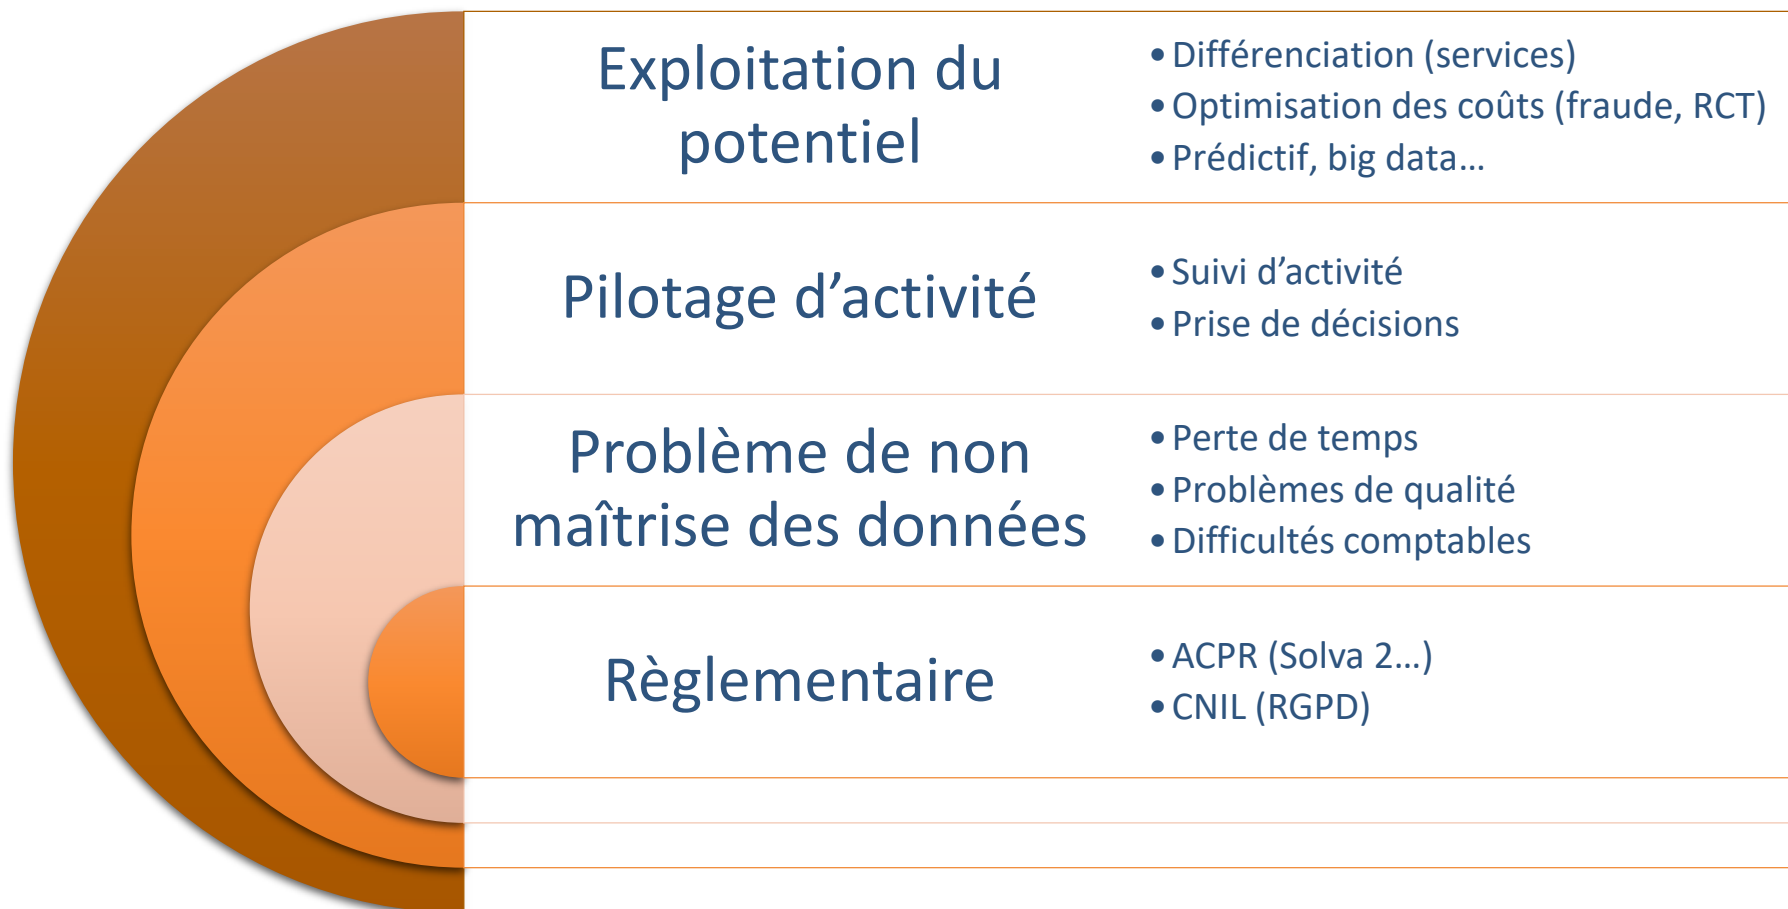 Exploitation du
potentiel
• Différenciation (services)
• Optimisation des coûts (fraude, RCT)
• Prédictif, big data…
Pilotage d’activité
• Suivi d’activité
• Prise de décisions
Problème de non
maîtrise des données
• Perte de temps
• Problèmes de qualité
• Difficultés comptables
Règlementaire
• ACPR (Solva 2…)
• CNIL (RGPD)